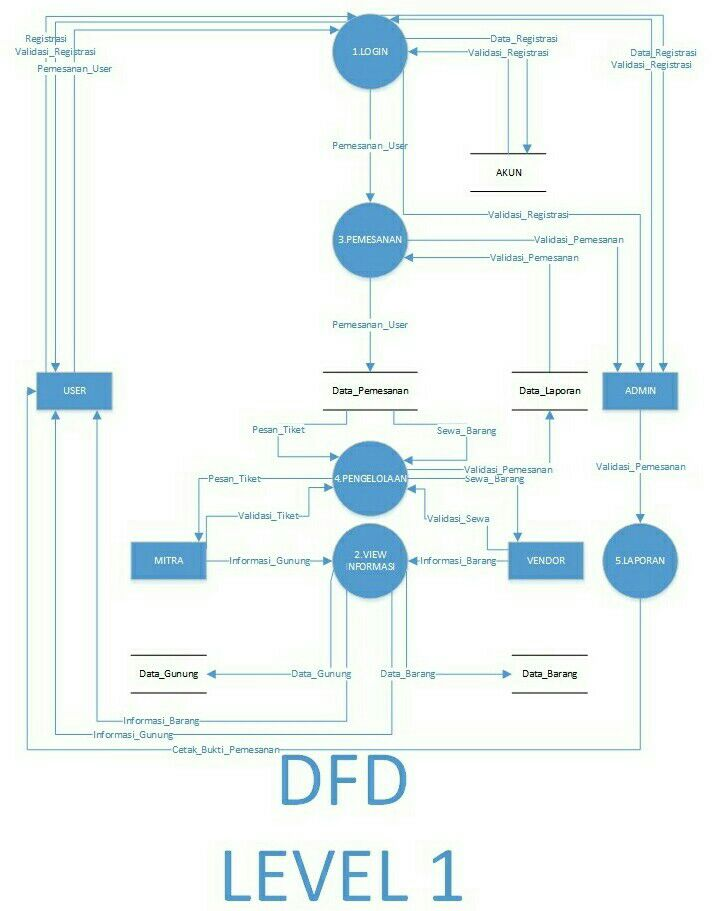 Registrasi
Validasi_Registrasi
Pemesanan_User
1.LOGIN
Data_Registrasi
Validasi_Registrasi
Data_Registrasi
Validasi_Registrasi
Pemesanan_User
AKUN
Validasi_Registrasi
3.PEMESANAN
Validasi_Pemesanan
Validasi_Pemesanan
Pemesanan_User
USER
Data_Pemesanan
Data_Laporan
ADMIN
Pesan_Tiket
Sewa_Barang
Validasi_Pemesanan
Validasi_Pemesanan
Pesan_Tiket
4.PENGELOLAAN
Sewa_Barang
Validasi_Tiket
Validasi_Sewa
MITRA
Informasi_Gunung
2.VIEW
INFORMASI
Informasi_Barang
VENDOR
5.LAPORAN
Data_Gunung
Data_Gunung
Data_Barang
Data_Barang
Informasi_Barang
Informasi_Gunung
Cetak_Bukti_Pemesanan
DFD
LEVEL 1